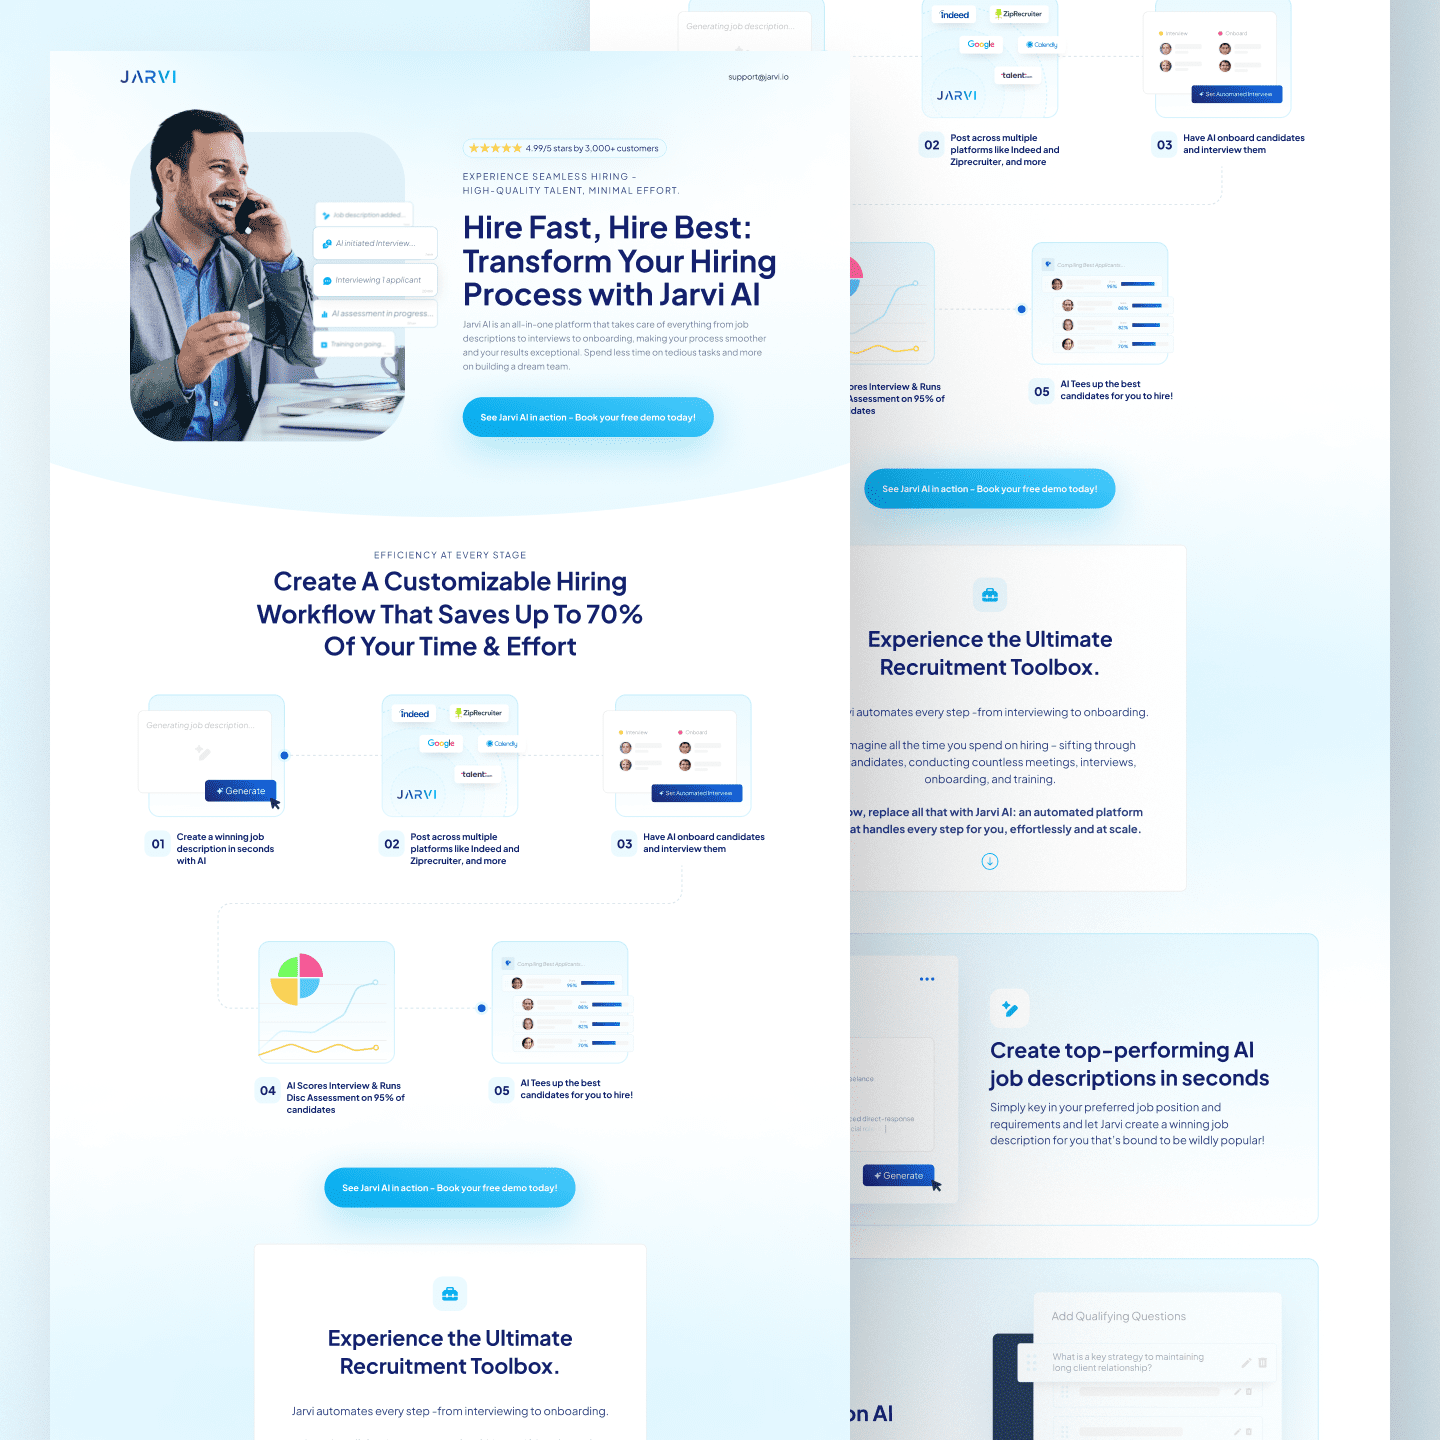 JARVI
support@jarvi.io
4.99/5 stars by 3,000+ customers
EXPERIENCE SEAMLESS HIRING -
HIGH-QUALITY TALENT, MINIMAL EFFORT.
Hire Fast, Hire Best:
Transform Your Hiring
Process with Jarvi AI
Jarvi AI is an all-in-one platform that takes care of everything from job
descriptions to interviews to onboarding, making your process smoother
and your results exceptional. Spend less time on tedious tasks and more
on building a dream team.
See Jarvi AI in action - Book your free demo today!
Job description added...
AI initiated Interview...
Interviewing 1 applicant
AI assessment in progress...
Training on going...
EFFICIENCY AT EVERY STAGE
Create A Customizable Hiring
Workflow That Saves Up To 70%
Of Your Time & Effort
Generating job description...
Generate
01
Create a winning job
description in seconds
with AI
indeed
ZipRecruiter
Google
Calendly
talent
JARVI
02
Post across multiple
platforms like Indeed and
Ziprecruiter, and more
Interview
Onboard
Set Automated Interview
03
Have AI onboard candidates
and interview them
04
AI Scores Interview & Runs
Disc Assessment on 95% of
candidates
Compiling Best Applicants...
95%
88%
82%
70%
05
AI Tees up the best
candidates for you to hire!
See Jarvi AI in action - Book your free demo today!
Experience the Ultimate
Recruitment Toolbox.
Jarvi automates every step -from interviewing to onboarding.
Generating job description...
indeed
ZipRecruiter
Google
Calendly
talent
JARVI
02
Post across multiple
platforms like Indeed and
Ziprecruiter, and more
Interview
Onboard
Set Automated Interview
03
Have AI onboard candidates
and interview them
ores Interview & Runs
Assessment on 95% of
dates
Compiling Best Applicants...
95%
88%
82%
70%
05
AI Tees up the best
candidates for you to hire!
See Jarvi AI in action - Book your free demo today!
Experience the Ultimate
Recruitment Toolbox.
vi automates every step -from interviewing to onboarding.
magine all the time you spend on hiring – sifting through
andidates, conducting countless meetings, interviews,
onboarding, and training.
ow, replace all that with Jarvi AI: an automated platform
at handles every step for you, effortlessly and at scale.
eelance
ced direct-response
cial
Generate
Create top-performing AI
job descriptions in seconds
Simply key in your preferred job position and
requirements and let Jarvi create a winning job
description for you that's bound to be wildly popular!
Add Qualifying Questions
What is a key strategy to maintaining
long client relationship?
on AI